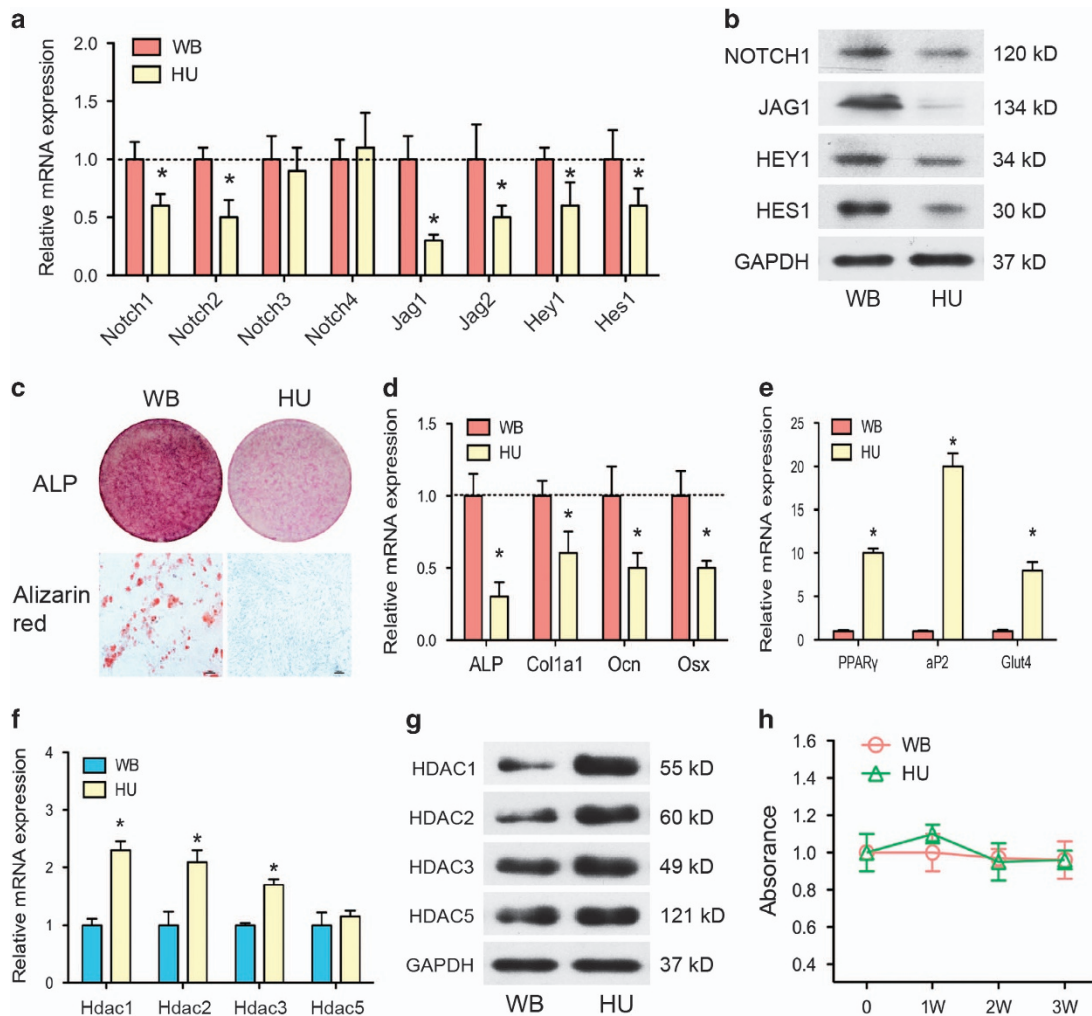 a
Relative mRNA expression
2.0
1.5
1.0
0.5
0.0
WB
HU
*
*
*
*
*
*
Notch1
Notch2
Notch3
Notch4
Jag1
Jag2
Hey1
Hes1
b
NOTCH1 120 kD
JAG1 134 kD
HEY1 34 kD
HES1 30 kD
GAPDH 37 kD
WB HU
c
WB HU
ALP
Alizarin
red
d
Relative mRNA expression
1.5
1.0
0.5
0.0
WB
HU
*
*
*
*
ALP Col1a1 Ocn Osx
e
Relative mRNA expression
25
20
15
10
5
0
WB
HU
*
*
*
PPARγ aP2 Glut4
f
Relative mRNA expression
4
3
2
1
0
WB
HU
*
*
*
Hdac1 Hdac2 Hdac3 Hdac5
g
HDAC1 55 kD
HDAC2 60 kD
HDAC3 49 kD
HDAC5 121 kD
GAPDH 37 kD
WB HU
h
Absorance
1.6
1.4
1.2
1.0
0.8
0.6
0.4
WB
HU
0 1W 2W 3W